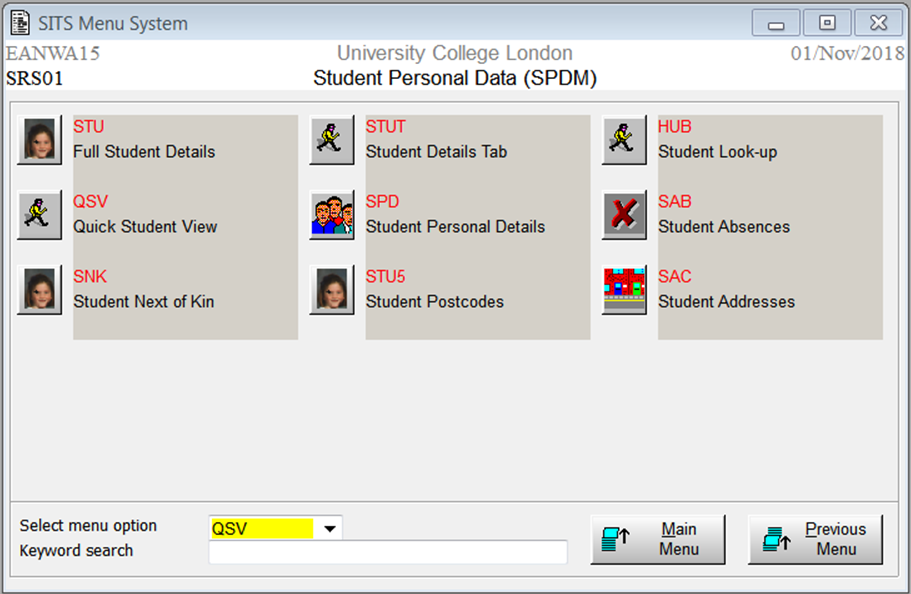 SITS Menu System
EANWA15
University College London
01/Nov/2018
SRS01
Student Personal Data (SPDM)
STU
Full Student Details
STUT
Student Details Tab
HUB
Student Look-up
QSV
Quick Student View
SPD
Student Personal Details
SAB
Student Absences
SNK
Student Next of Kin
STU5
Student Postcodes
SAC
Student Addresses
Select menu option
QSV
Keyword search
Main
Menu
Previous
Menu